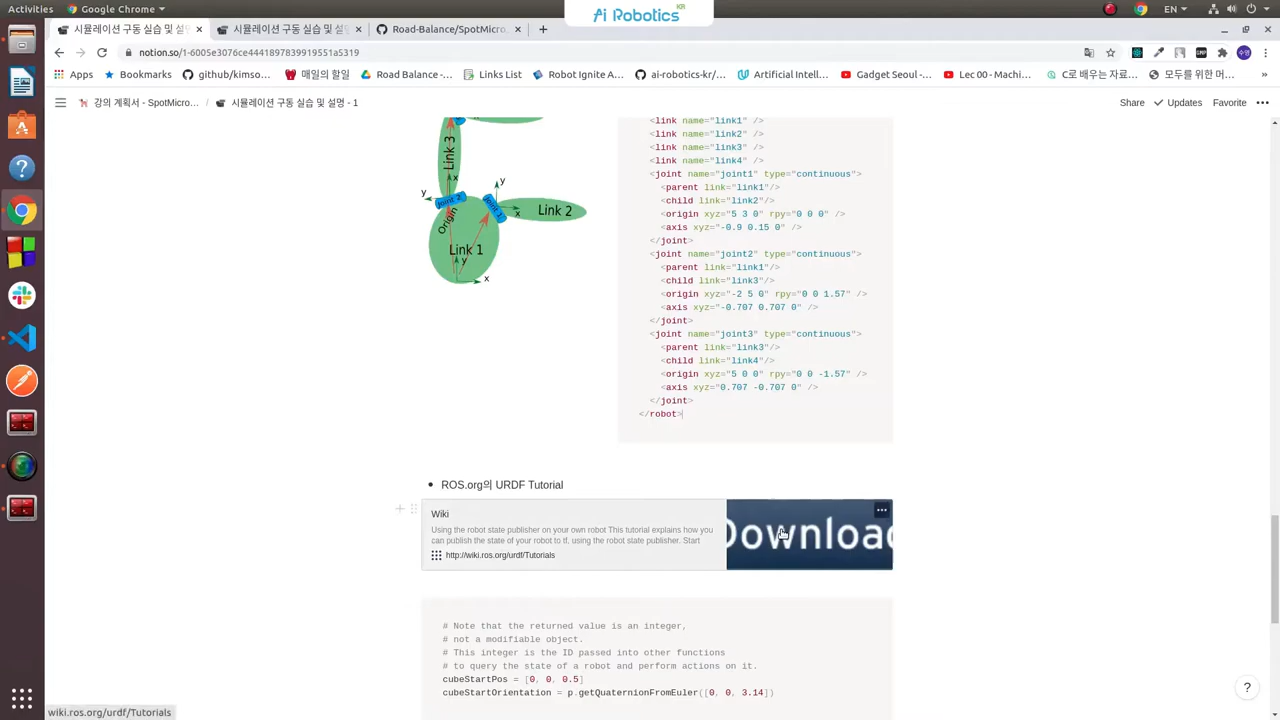 Activities
Google Chrome
Ai Robotics KR
EN
시뮬레이션 구동 실습 및 설명
시뮬레이션 구동 실습 및 설명
Road-Balance/SpotMicro
notion.so/1-6005e3076ce4441897839919551a5319
수영
Apps
Bookmarks
github/kimso...
매일의 할일
Road Balance -...
Links List
Robot Ignite A...
ai-robotics-kr/...
Artificial Intell...
Gadget Seoul -...
Lec 00 - Machi...
C로 배우는 자료...
모두를 위한 머...
»
강의 계획서 - SpotMicro...
/
시뮬레이션 구동 실습 및 설명 - 1
Share
Updates
Favorite
Link 3
x
y
Joint 2
Origin
y
x
Joint 1
Link 2
Link 1
y
x
<link name="link1" />
<link name="link2" />
<link name="link3" />
<link name="link4" />
<joint name="joint1" type="continuous">
<parent link="link1"/>
<child link="link2"/>
<origin xyz="5 3 0" rpy="0 0 0" />
<axis xyz="-0.9 0.15 0" />
</joint>
<joint name="joint2" type="continuous">
<parent link="link1"/>
<child link="link3"/>
<origin xyz="-2 5 0" rpy="0 0 1.57" />
<axis xyz="-0.707 0.707 0" />
</joint>
<joint name="joint3" type="continuous">
<parent link="link3"/>
<child link="link4"/>
<origin xyz="5 0 0" rpy="0 0 -1.57" />
<axis xyz="0.707 -0.707 0" />
</joint>
</robot>
ROS.org의 URDF Tutorial
Wiki
Using the robot state publisher on your own robot This tutorial explains how you
can publish the state of your robot to tf, using the robot state publisher. Start
http://wiki.ros.org/urdf/Tutorials
Download
# Note that the returned value is an integer,
# not a modifiable object.
# This integer is the ID passed into other functions
# to query the state of a robot and perform actions on it.
cubeStartPos = [0, 0, 0.5]
cubeStartOrientation = p.getQuaternionFromEuler([0, 0, 3.14])
?
wiki.ros.org/urdf/Tutorials